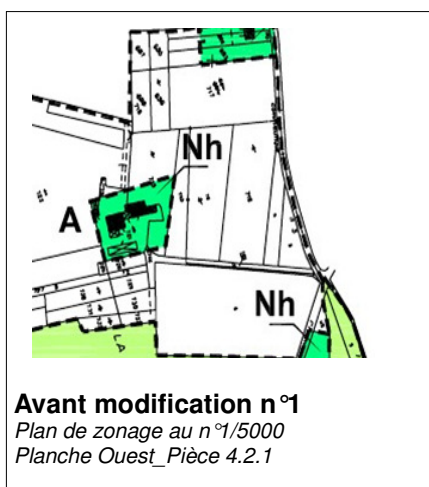 Nh
A
Nh
LA
Avant modification n°1
Plan de zonage au n°1/5000
Planche Ouest_Pièce 4.2.1